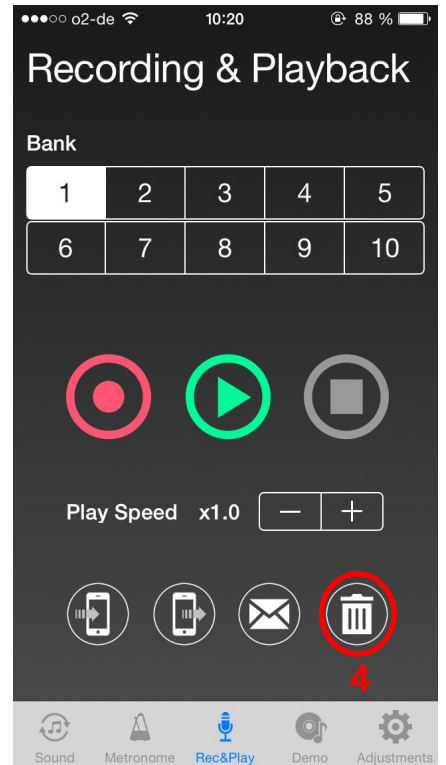 o2-de 10:20 88 %
Recording & Playback
Bank
1 2 3 4 5
6 7 8 9 10
Play Speed x1.0 − +
4
Sound Metronome Rec&Play Demo Adjustments